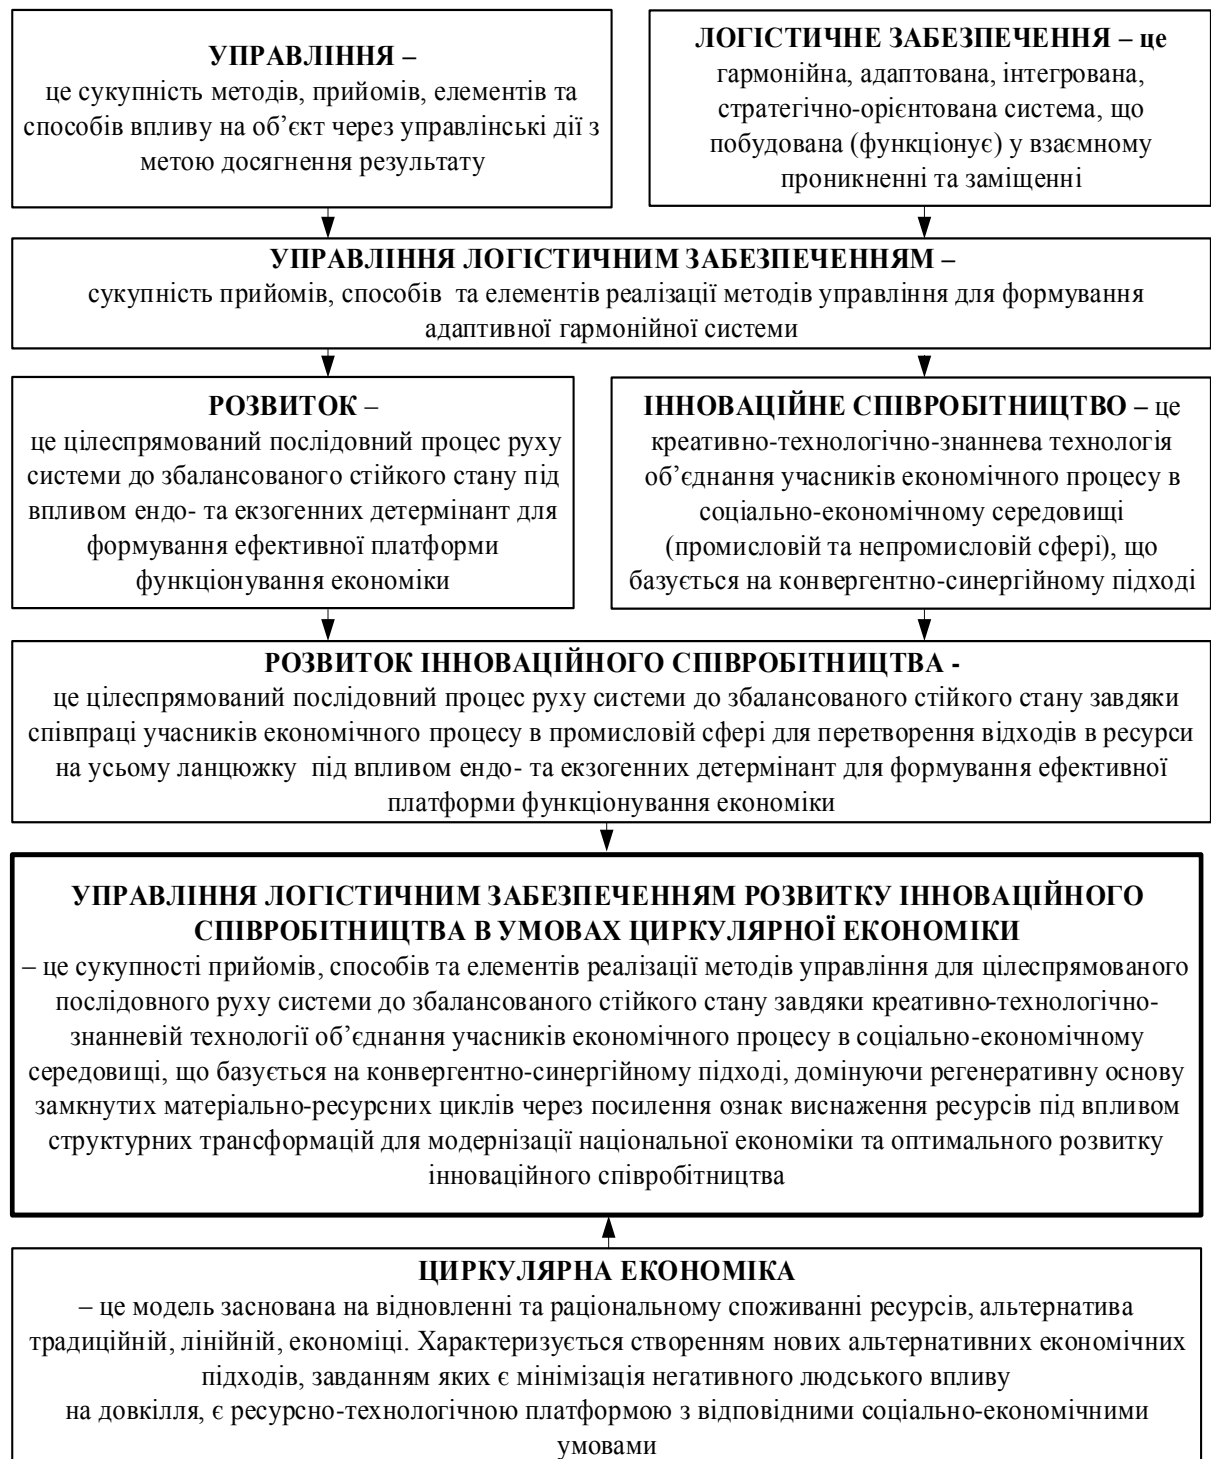 УПРАВЛІННЯ –
це сукупність методів, прийомів, елементів та
способів впливу на об’єкт через управлінські дії з
метою досягнення результату
ЛОГІСТИЧНЕ ЗАБЕЗПЕЧЕННЯ – це
гармонійна, адаптована, інтегрована,
стратегічно-орієнтована система, що
побудована (функціонує) у взаємному
проникненні та заміщенні
УПРАВЛІННЯ ЛОГІСТИЧНИМ ЗАБЕЗПЕЧЕННЯМ –
сукупність прийомів, способів та елементів реалізації методів управління для формування
адаптивної гармонійної системи
РОЗВИТОК –
це цілеспрямований послідовний процес руху
системи до збалансованого стійкого стану під
впливом ендо- та екзогенних детермінант для
формування ефективної платформи
функціонування економіки
ІННОВАЦІЙНЕ СПІВРОБІТНИЦТВО – це
креативно-технологічно-знаннева технологія
об’єднання учасників економічного процесу в
соціально-економічному середовищі
(промисловій та непромисловій сфері), що
базується на конвергентно-синергійному підході
РОЗВИТОК ІННОВАЦІЙНОГО СПІВРОБІТНИЦТВА -
це цілеспрямований послідовний процес руху системи до збалансованого стійкого стану завдяки
співпраці учасників економічного процесу в промисловій сфері для перетворення відходів в ресурси
на усьому ланцюжку під впливом ендо- та екзогенних детермінант для формування ефективної
платформи функціонування економіки
УПРАВЛІННЯ ЛОГІСТИЧНИМ ЗАБЕЗПЕЧЕННЯМ РОЗВИТКУ ІННОВАЦІЙНОГО
СПІВРОБІТНИЦТВА В УМОВАХ ЦИРКУЛЯРНОЇ ЕКОНОМІКИ
– це сукупності прийомів, способів та елементів реалізації методів управління для цілеспрямованого
послідовного руху системи до збалансованого стійкого стану завдяки креативно-технологічно-
знанневій технології об’єднання учасників економічного процесу в соціально-економічному
середовищі, що базується на конвергентно-синергійному підході, домінуючи регенеративну основу
замкнутих матеріально-ресурсних циклів через посилення ознак виснаження ресурсів під впливом
структурних трансформацій для модернізації національної економіки та оптимального розвитку
інноваційного співробітництва
ЦИРКУЛЯРНА ЕКОНОМІКА
– це модель заснована на відновленні та раціональному споживанні ресурсів, альтернатива
традиційній, лінійній, економіці. Характеризується створенням нових альтернативних економічних
підходів, завданням яких є мінімізація негативного людського впливу
на довкілля, є ресурсно-технологічною платформою з відповідними соціально-економічними
умовами